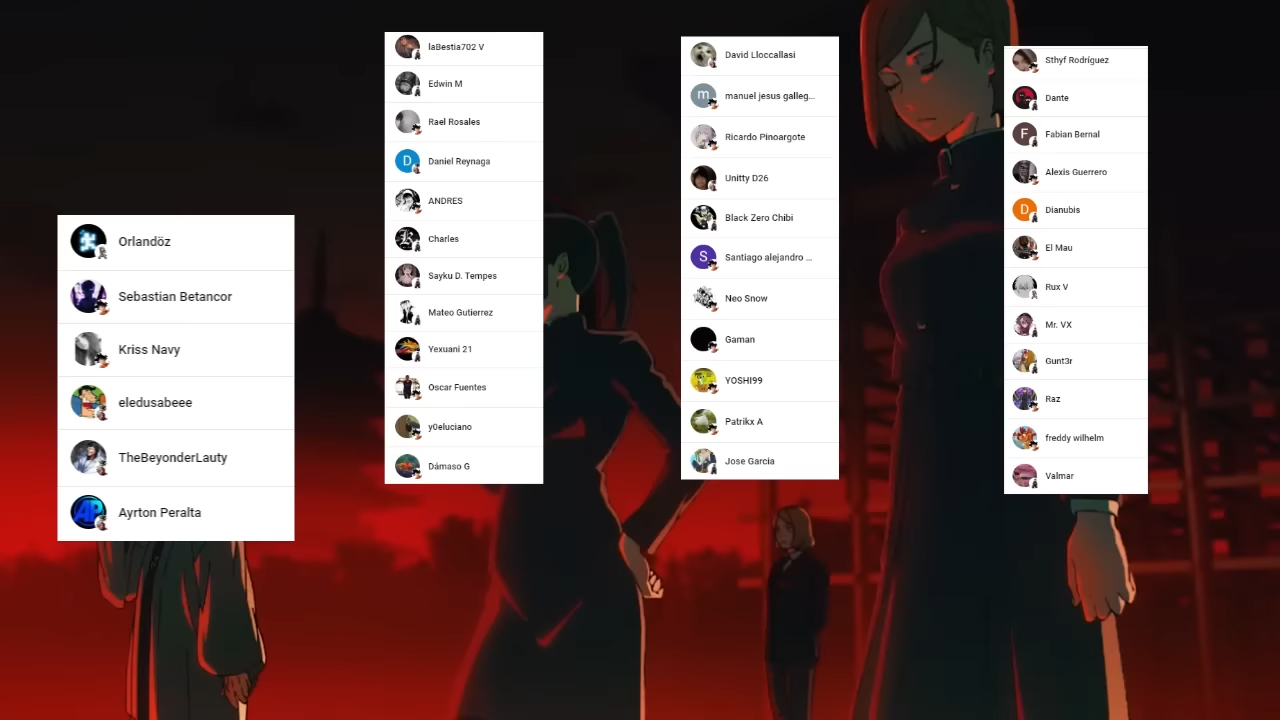 Orlandöz
Sebastian Betancor
Kriss Navy
eledusabeee
TheBeyonderLauty
Ayrton Peralta
laBestia702 V
Edwin M
Rael Rosales
D
Daniel Reynaga
ANDRES
Charles
Sayku D. Tempes
Mateo Gutierrez
Yexuani 21
Oscar Fuentes
y0eluciano
Dámaso G
David Lloccallasi
m
manuel jesus galleg...
Ricardo Pinoargote
Unitty D26
Black Zero Chibi
S
Santiago alejandro ...
Neo Snow
Gaman
YOSHI99
Patrikx A
Jose Garcia
Sthyf Rodríguez
Dante
F
Fabian Bernal
Alexis Guerrero
D
Dianubis
El Mau
Rux V
Mr. VX
Gunt3r
Raz
freddy wilhelm
Valmar